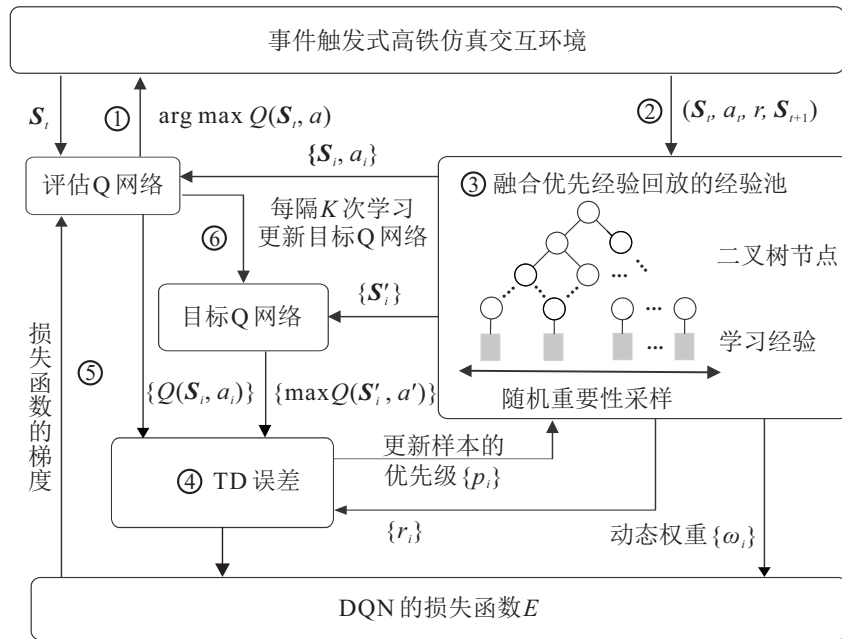 事件触发式高铁仿真交互环境
S_t
①
arg max Q(S_t, a)
②
(S_t, a_t, r, S_{t+1})
{S_i, a_i}
评估Q网络
③ 融合优先经验回放的经验池
每隔K次学习
更新目标Q网络
⑥
二叉树节点
...
...
目标Q网络
{S'_i}
学习经验
...
损失函数的梯度
⑤
{Q(S_i, a_i)}
{maxQ(S'_i, a')}
随机重要性采样
④ TD误差
更新样本的
优先级{p_i}
{r_i}
动态权重{ω_i}
DQN的损失函数E